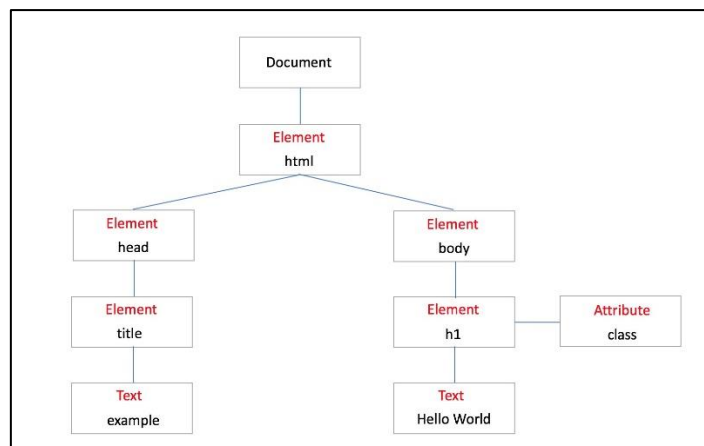 Document
Element
html
Element
head
Element
body
Element
title
Element
h1
Attribute
class
Text
example
Text
Hello World